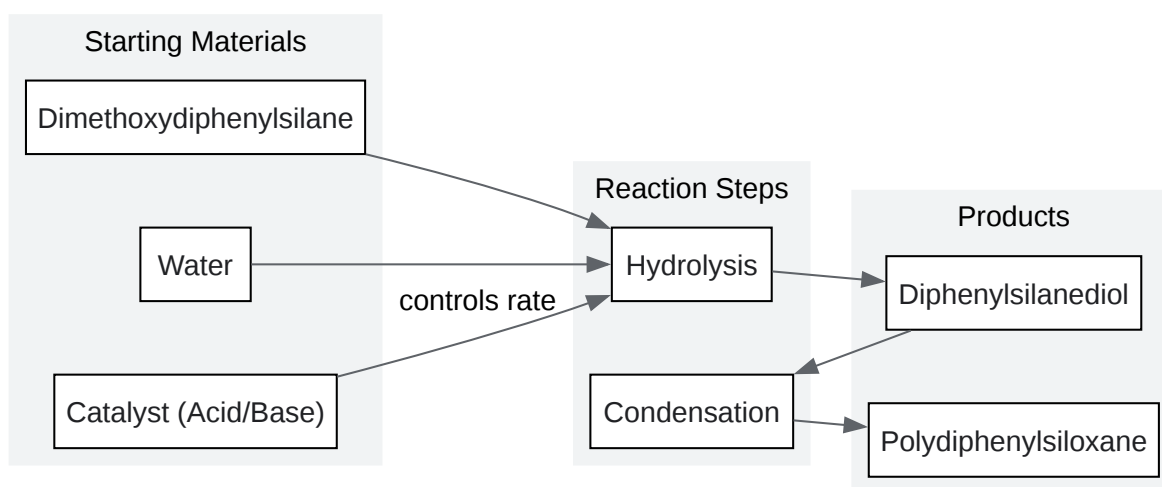 Starting Materials
Dimethoxydiphenylsilane
Water
Catalyst (Acid/Base)
controls rate
Reaction Steps
Hydrolysis
Condensation
Products
Diphenylsilanediol
Polydiphenylsiloxane